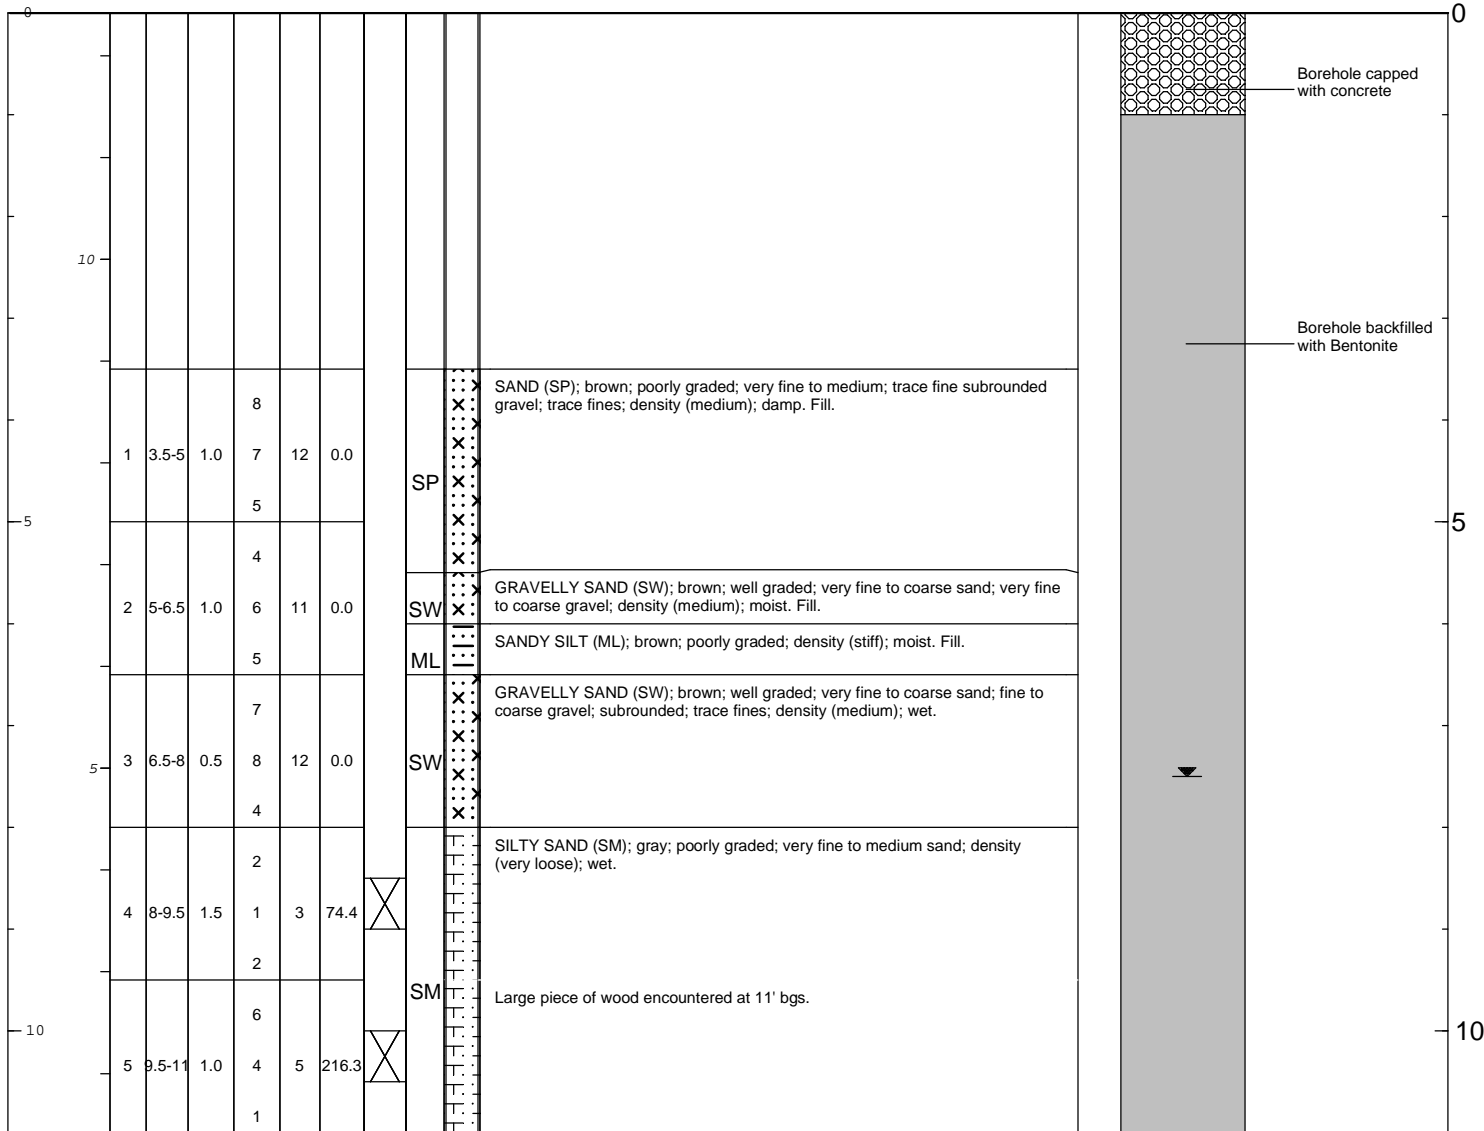 0
0
Borehole capped
with concrete
10
Borehole backfilled
with Bentonite
8
SAND (SP); brown; poorly graded; very fine to medium; trace fine subrounded
gravel; trace fines; density (medium); damp. Fill.
1 3.5-5 1.0 7 12 0.0
SP
5
5
5
4
GRAVELLY SAND (SW); brown; well graded; very fine to coarse sand; very fine
to coarse gravel; density (medium); moist. Fill.
2 5-6.5 1.0 6 11 0.0 SW
SANDY SILT (ML); brown; poorly graded; density (stiff); moist. Fill.
5 ML
GRAVELLY SAND (SW); brown; well graded; very fine to coarse sand; fine to
coarse gravel; subrounded; trace fines; density (medium); wet.
7
5 3 6.5-8 0.5 8 12 0.0 SW
4
SILTY SAND (SM); gray; poorly graded; very fine to medium sand; density
(very loose); wet.
2
4 8-9.5 1.5 1 3 74.4
2
SM
Large piece of wood encountered at 11' bgs.
6
10
10
5 9.5-11 1.0 4 5 216.3
1